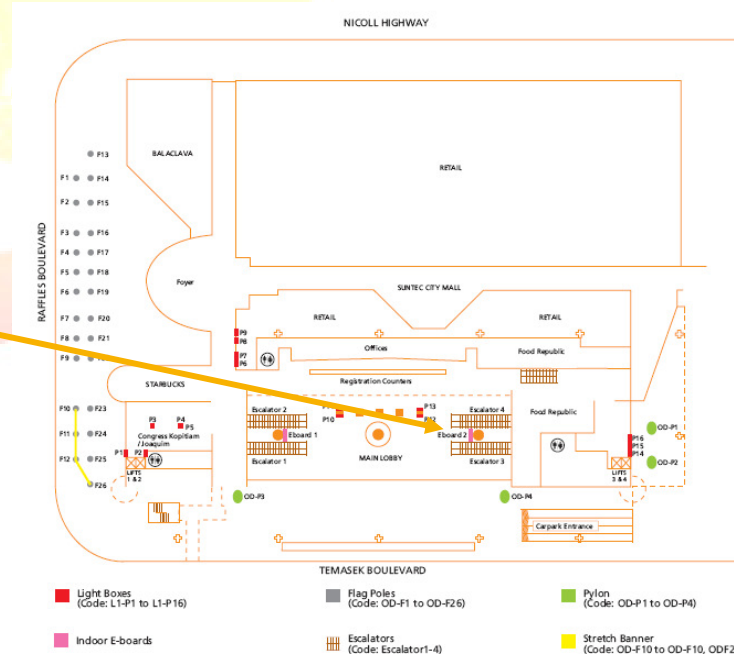 NICOLL HIGHWAY
RAFFLES BOULEVARD
BALACLAVA
RETAIL
F13
F1 F14
F2 F15
F3 F16
F4 F17
F5 F18
F6 F19
F7 F20
F8 F21
F9
Foyer
SUNTEC CITY MALL
RETAIL
RETAIL
P9
P8
P7
P6
Offices
Food Republic
Registration Counters
STARBUCKS
F10 F23
F11 F24
F12 F25
F26
P3 P4
P5
Congress Kopitiam
/Joaquim
P1 P2
LIFTS
1 & 2
Escalator 2
Eboard 1
Escalator 1
P10
P13
P12
MAIN LOBBY
Escalator 4
Eboard 2
Escalator 3
Food Republic
P16
P15
P14
LIFTS
3 & 4
OD-P1
OD-P2
OD-P3
OD-P4
Carpark Entrance
TEMASEK BOULEVARD
Light Boxes
(Code: L1-P1 to L1-P16)
Flag Poles
(Code: OD-F1 to OD-F26)
Pylon
(Code: OD-P1 to OD-P4)
Indoor E-boards
Escalators
(Code: Escalator1-4)
Stretch Banner
(Code: OD-F10 to OD-F10, ODF2